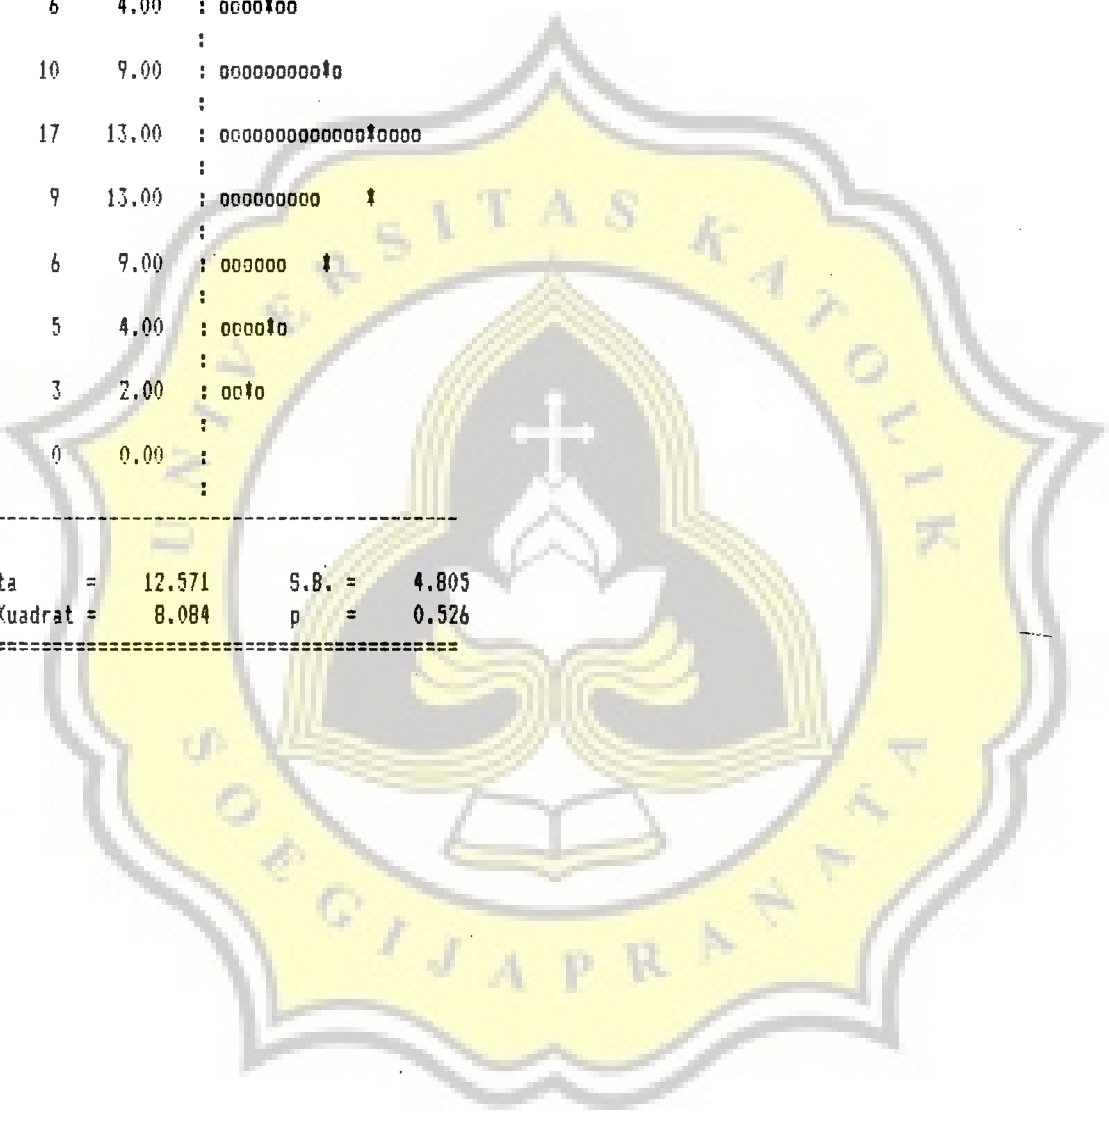 6 4.00 : oooo*oo
:
10 9.00 : ooooooooo*o
:
17 13.00 : ooooooooooooo*oooo
:
9 13.00 : ooooooooo *
:
6 9.00 : oooooo *
:
5 4.00 : oooo*o
:
3 2.00 : oo*o
:
0 0.00 :
:
---------------------------------------------------------------
ta = 12.571 S.B. = 4.805
Kuadrat = 8.084 p = 0.526
===============================================================
UNIVERSITAS KATOLIK
SOEGIJAPRANATA